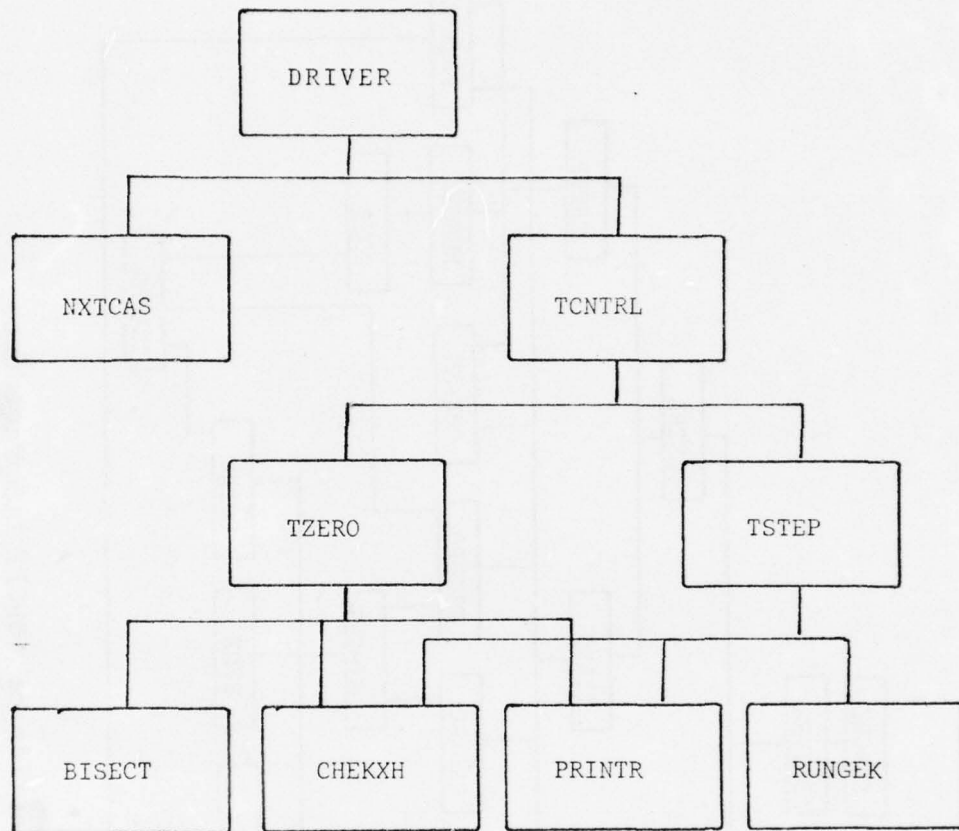 DRIVER
NXTCAS
TCNTRL
TZERO
TSTEP
BISECT
CHEKXH
PRINTR
RUNGEK